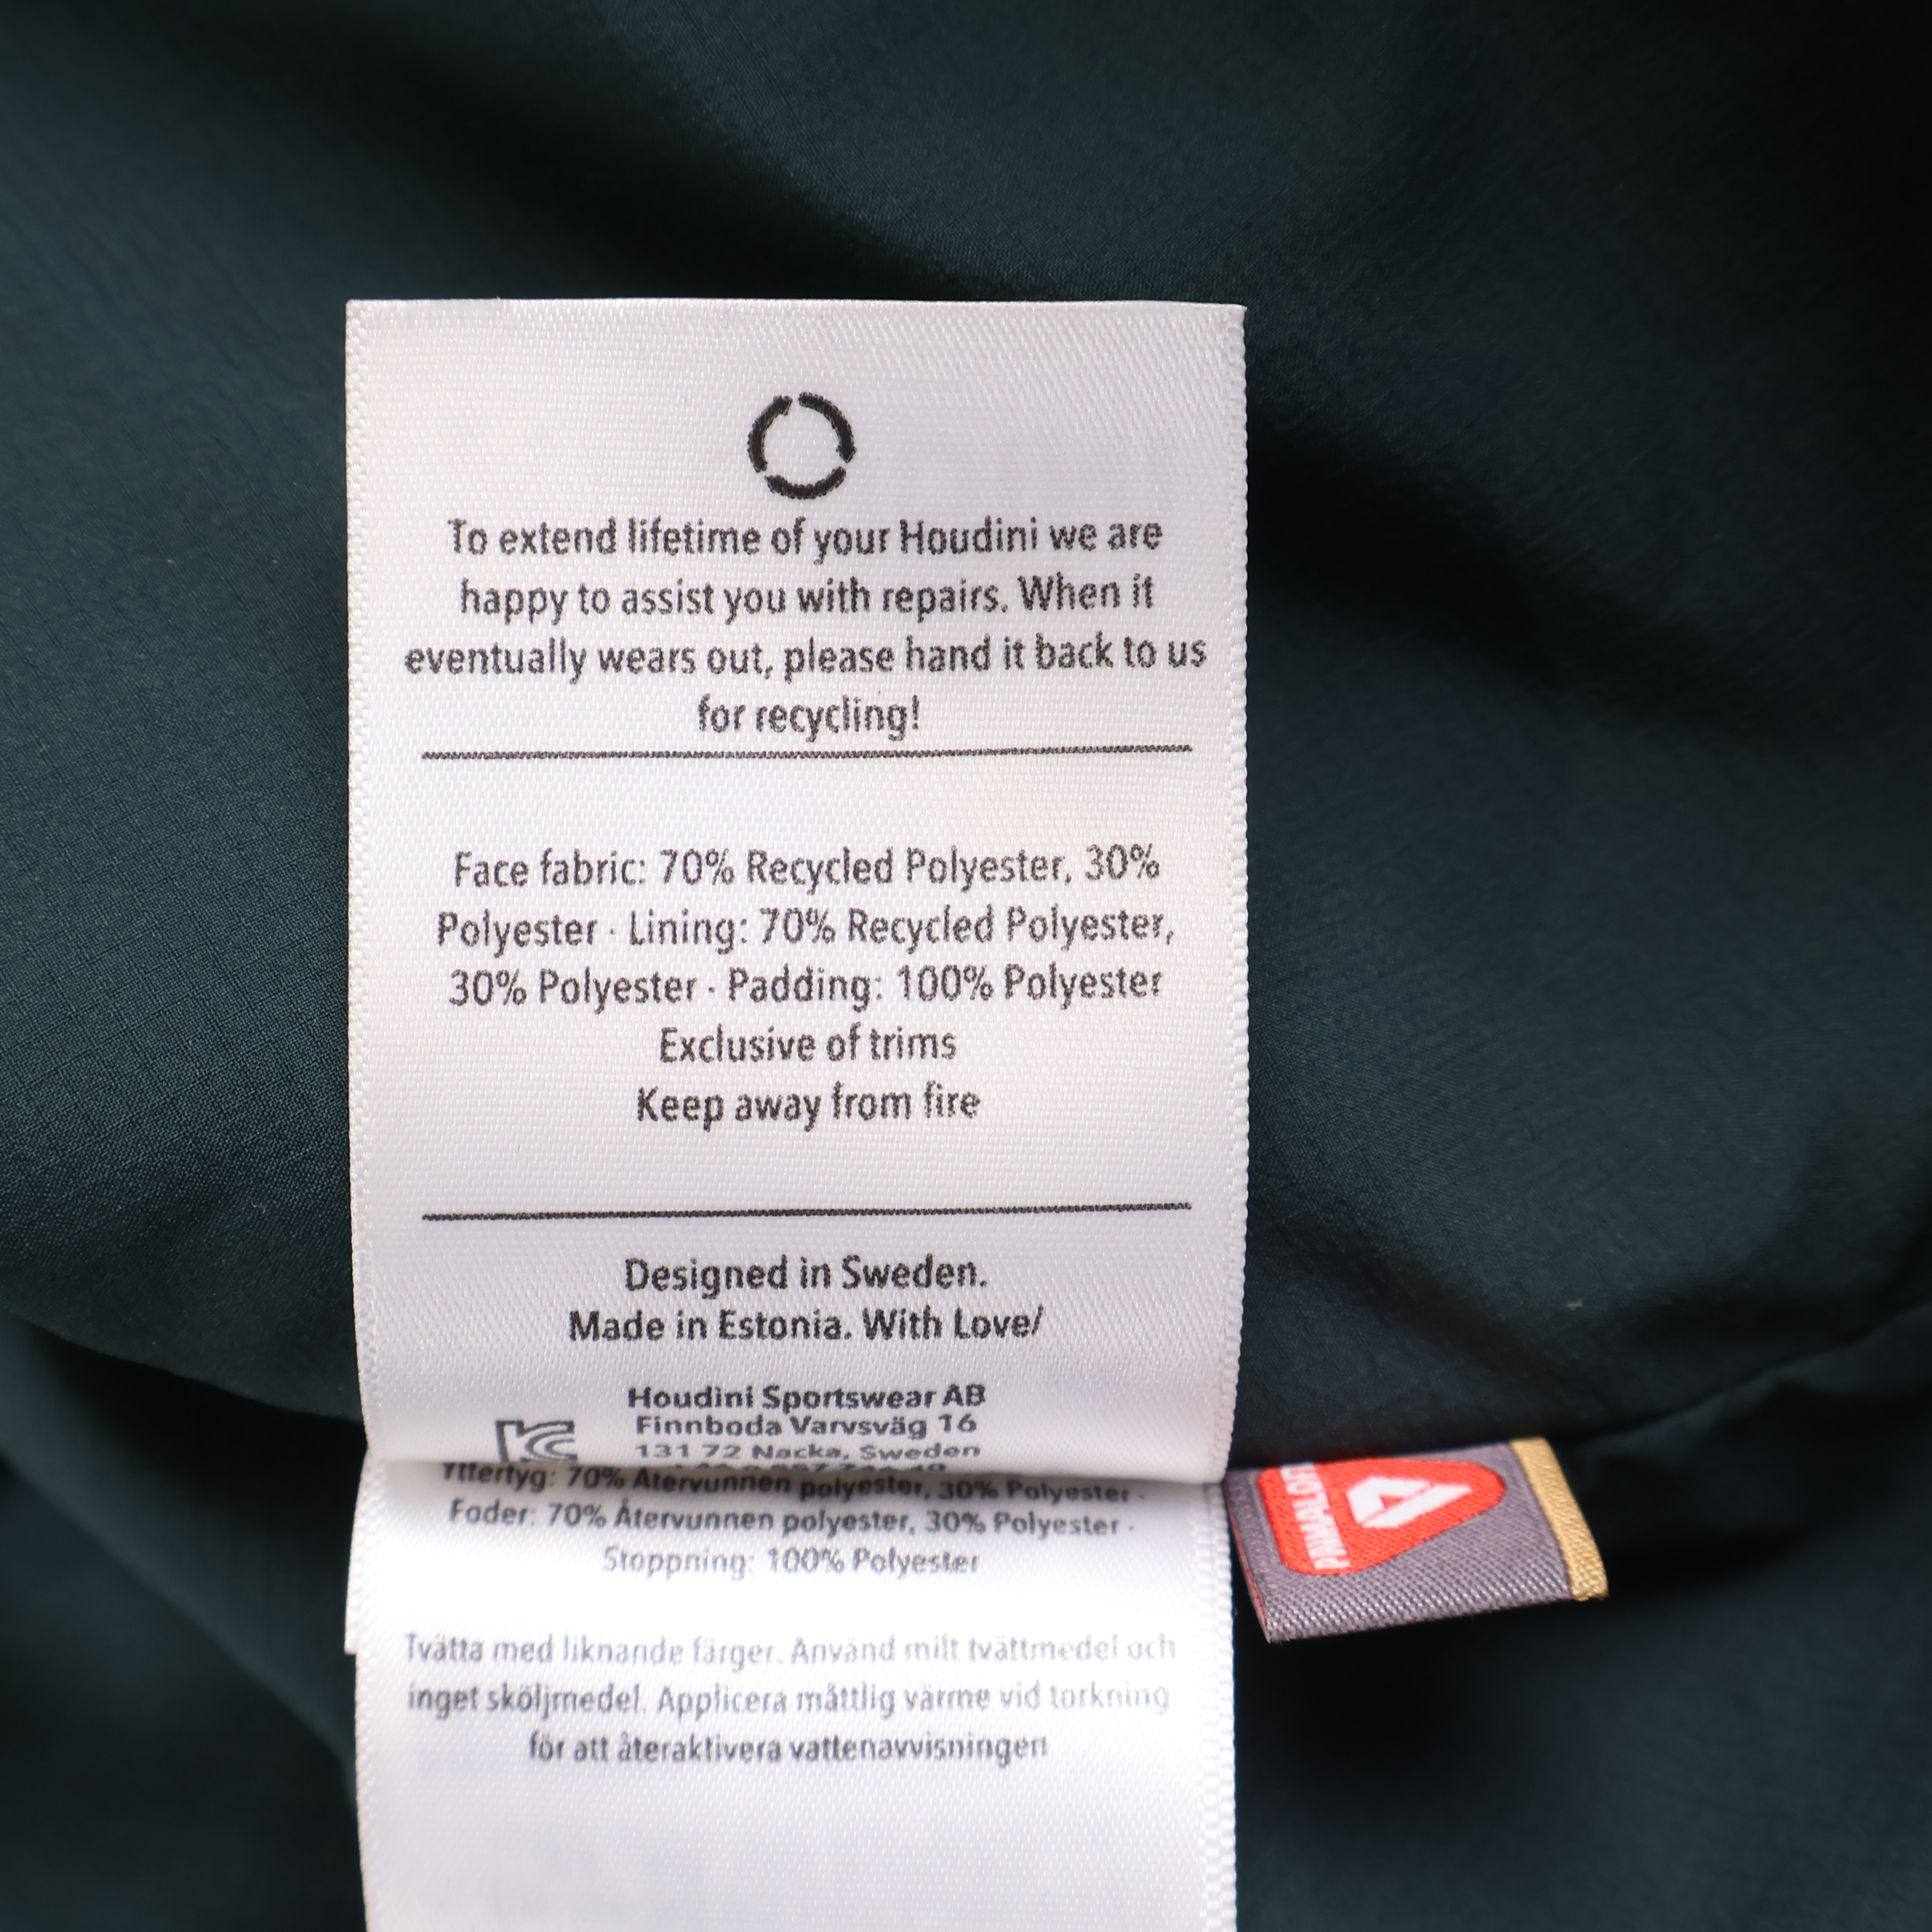 To extend lifetime of your Houdini we are
happy to assist you with repairs. When it
eventually wears out, please hand it back to us
for recycling!
Face fabric: 70% Recycled Polyester, 30%
Polyester · Lining: 70% Recycled Polyester,
30% Polyester · Padding: 100% Polyester
Exclusive of trims
Keep away from fire
Designed in Sweden.
Made in Estonia. With Love/
Houdini Sportswear AB
Finnboda Varvsväg 16
131 72 Nacka, Sweden
Yttertyg: 70% Återvunnen polyester, 30% Polyester ·
Foder: 70% Återvunnen polyester, 30% Polyester ·
Stoppning: 100% Polyester
Tvätta med liknande färger. Använd milt tvättmedel och
inget sköljmedel. Applicera måttlig värme vid torkning
för att återaktivera vattenavvisningen
PRIMALOFT